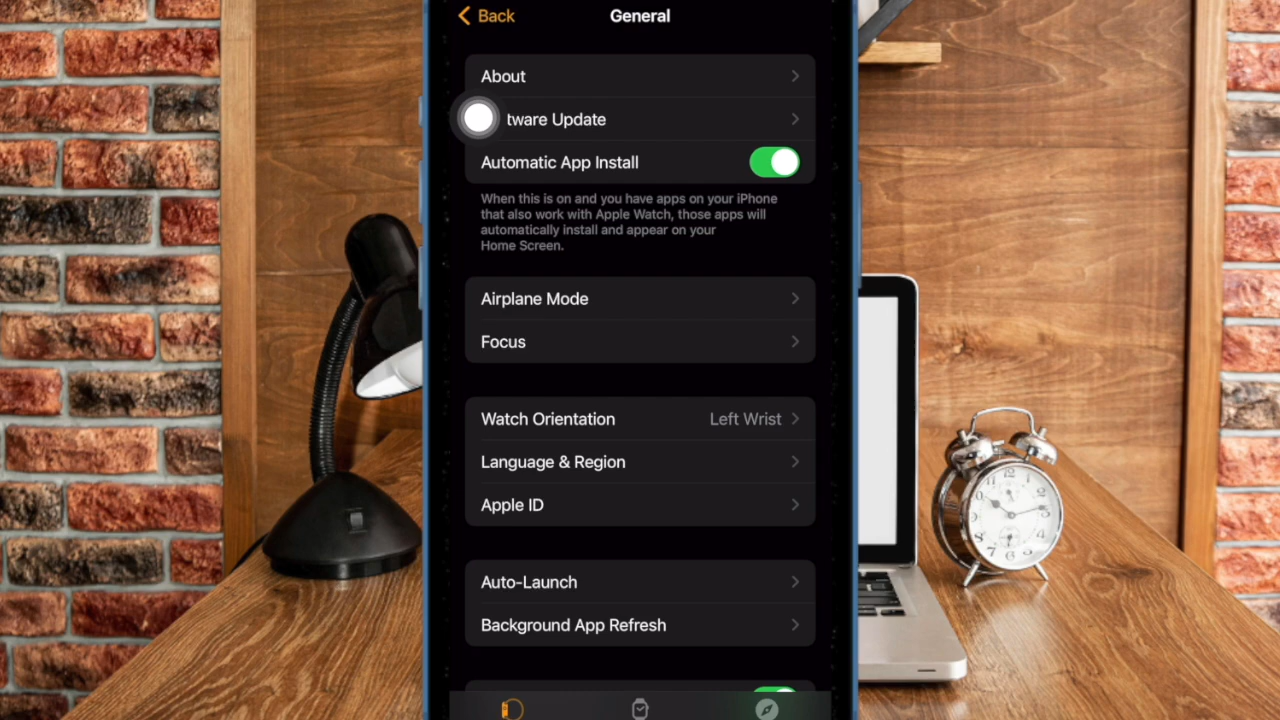 Back
General
About
tware Update
Automatic App Install
When this is on and you have apps on your iPhone
that also work with Apple Watch, those apps will
automatically install and appear on your
Home Screen.
Airplane Mode
Focus
Watch Orientation Left Wrist
Language & Region
Apple ID
Auto-Launch
Background App Refresh